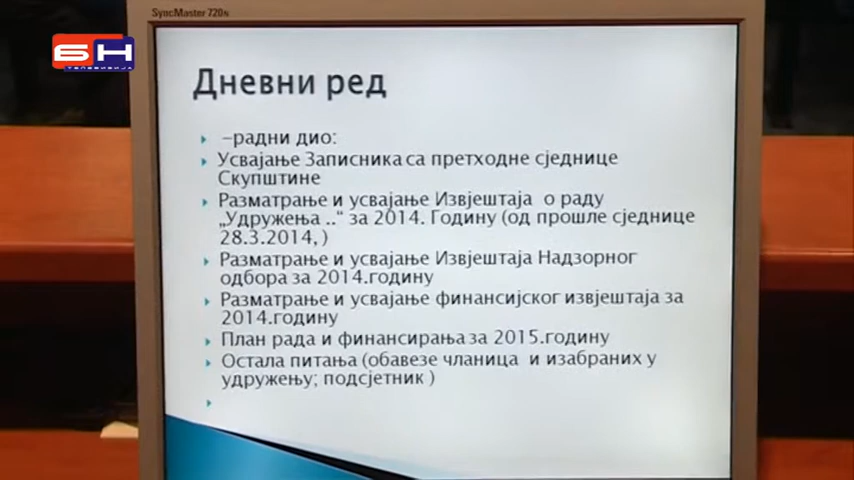 SyncMaster 720N
БН
ТЕЛЕВИЗИЈА
Дневни ред
–радни дио:
Усвајање Записника са претходне сједнице
Скупштине
Разматрање и усвајање Извјештаја о раду
„Удружења ..“ за 2014. Годину (од прошле сједнице
28.3.2014, )
Разматрање и усвајање Извјештаја Надзорног
одбора за 2014.годину
Разматрање и усвајање финансијског извјештаја за
2014.годину
План рада и финансирања за 2015.годину
Остала питања (обавезе чланица и изабраних у
удружењу; подсјетник )